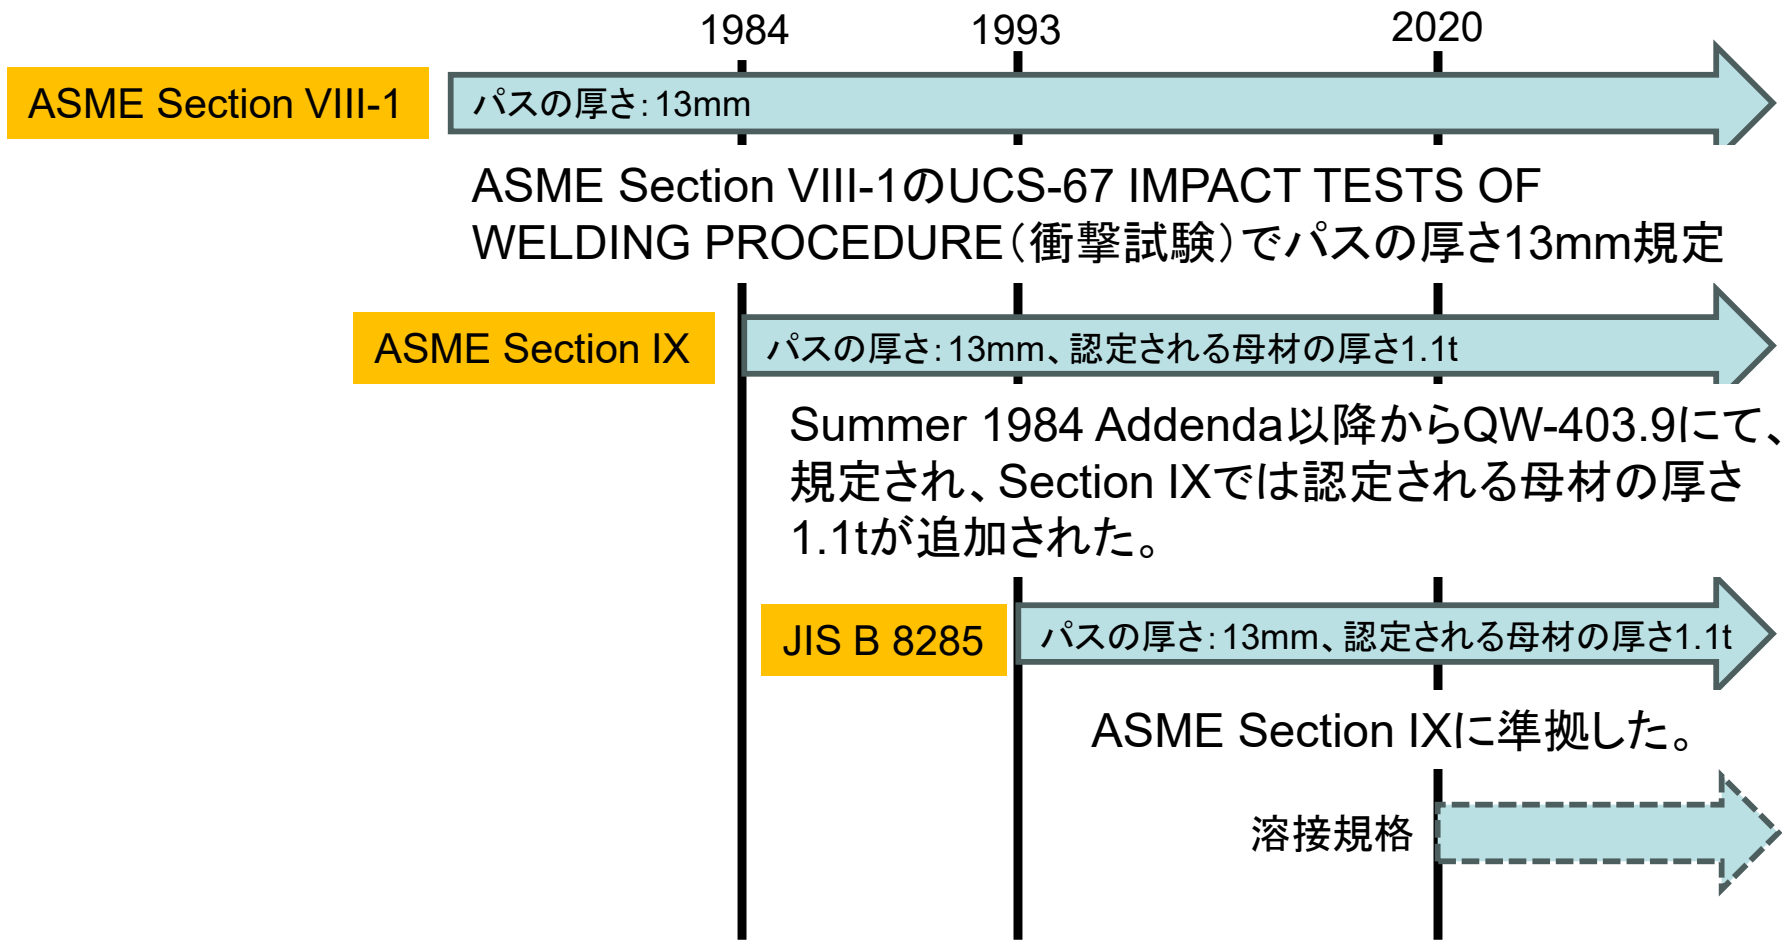 1984
1993
2020
ASME Section VIII-1
パスの厚さ：13mm
ASME Section VIII-1のUCS-67 IMPACT TESTS OF
WELDING PROCEDURE（衝撃試験）でパスの厚さ13mm規定
ASME Section IX
パスの厚さ：13mm、認定される母材の厚さ1.1t
Summer 1984 Addenda以降からQW-403.9にて、
規定され、Section IXでは認定される母材の厚さ
1.1tが追加された。
JIS B 8285
パスの厚さ：13mm、認定される母材の厚さ1.1t
ASME Section IXに準拠した。
溶接規格